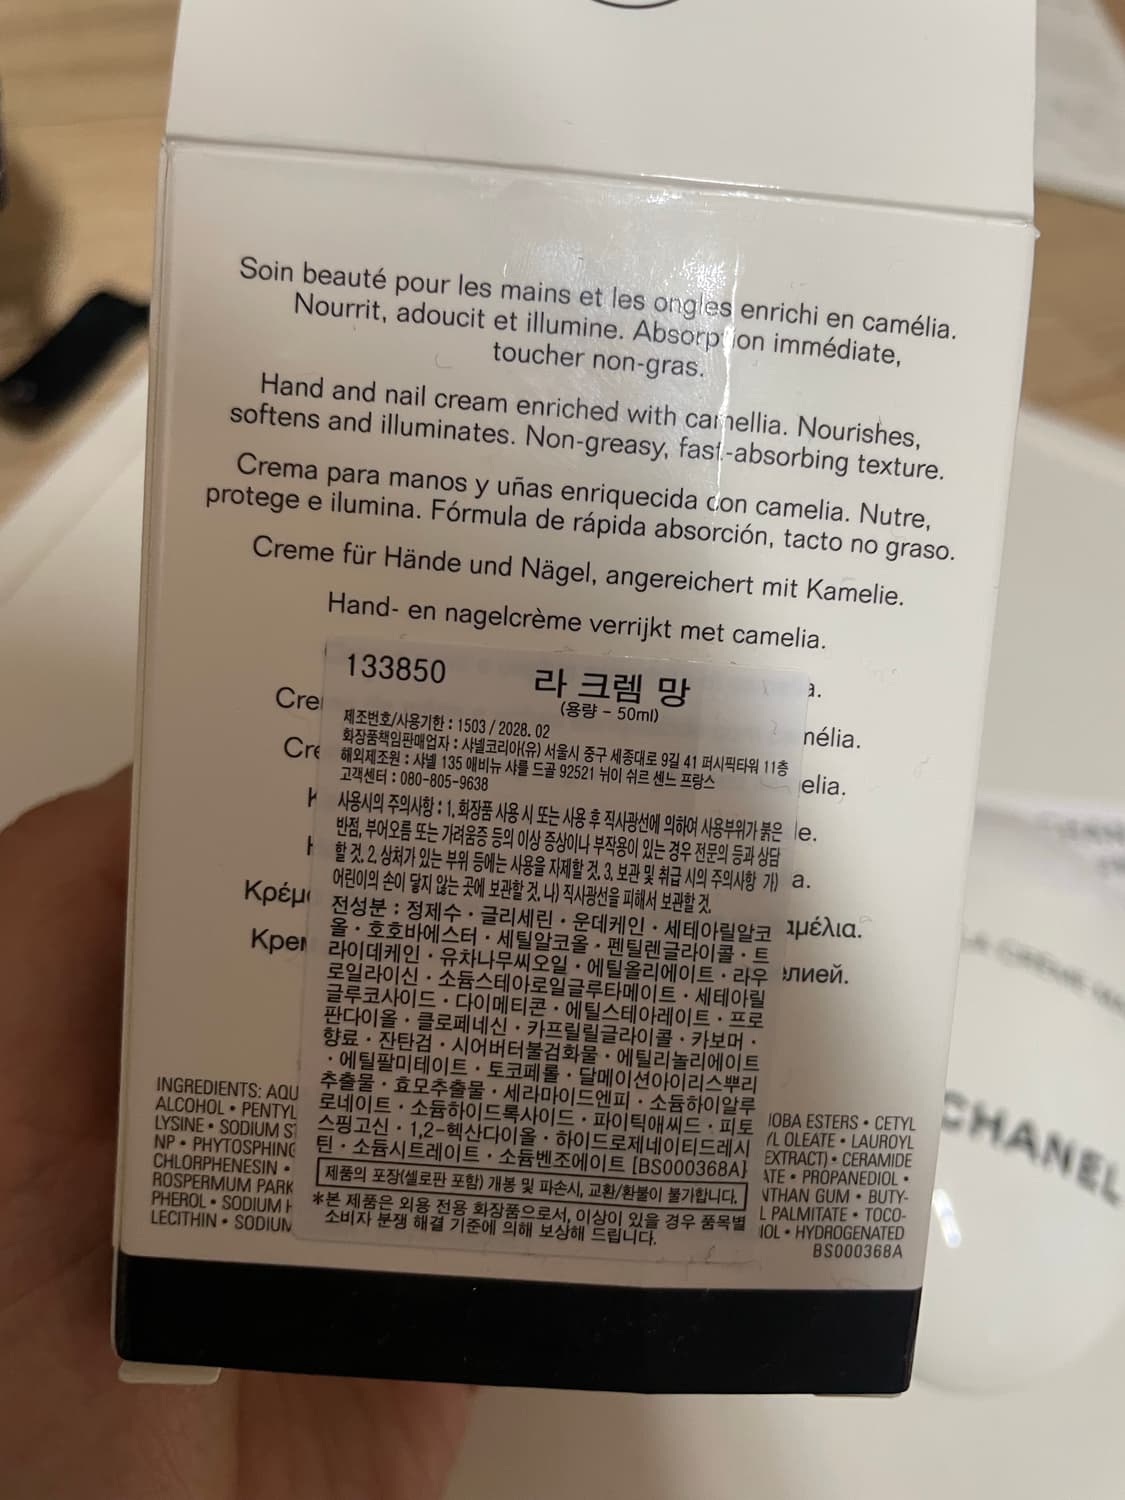 Soin beauté pour les mains et les ongles enrichi en camélia.
Nourrit, adoucit et illumine. Absorption immédiate,
toucher non-gras.
Hand and nail cream enriched with camellia. Nourishes,
softens and illuminates. Non-greasy, fast-absorbing texture.
Crema para manos y uñas enriquecida con camelia. Nutre,
protege e ilumina. Fórmula de rápida absorción, tacto no graso.
Creme für Hände und Nägel, angereichert mit Kamelie.
Hand- en nagelcrème verrijkt met camelia.
133850 라 크렘 망
(용량 - 50ml)
제조번호/사용기한 : 1503 / 2028. 02
화장품책임판매업자 : 샤넬코리아(유) 서울시 중구 세종대로 9길 41 퍼시픽타워 11층
해외제조원 : 샤넬 135 애비뉴 샤를 드골 92521 뉘이 쉬르 센느 프랑스
고객센터 : 080-805-9638
사용시의 주의사항 : 1. 화장품 사용 시 또는 사용 후 직사광선에 의하여 사용부위가 붉은
반점, 부어오름 또는 가려움증 등의 이상 증상이나 부작용이 있는 경우 전문의 등과 상담
할 것. 2. 상처가 있는 부위 등에는 사용을 자제할 것. 3. 보관 및 취급 시의 주의사항 가)
어린이의 손이 닿지 않는 곳에 보관할 것. 나) 직사광선을 피해서 보관할 것.
전성분 : 정제수 · 글리세린 · 운데케인 · 세테아릴알코
올 · 호호바에스터 · 세틸알코올 · 펜틸렌글라이콜 · 트
라이데케인 · 유차나무씨오일 · 에틸올리에이트 · 라우
로일라이신 · 소듐스테아로일글루타메이트 · 세테아릴
글루코사이드 · 다이메티콘 · 에틸스테아레이트 · 프로
판다이올 · 클로페네신 · 카프릴릴글라이콜 · 카보머 ·
향료 · 잔탄검 · 시어버터불검화물 · 에틸리놀리에이트
· 에틸팔미테이트 · 토코페롤 · 달메이션아이리스뿌리
추출물 · 효모추출물 · 세라마이드엔피 · 소듐하이알루
로네이트 · 소듐하이드록사이드 · 파이틱애씨드 · 피토
스핑고신 · 1,2-헥산다이올 · 하이드로제네이티드레시
틴 · 소듐시트레이트 · 소듐벤조에이트 [BS000368A]
제품의 포장(셀로판 포함) 개봉 및 파손시, 교환/환불이 불가합니다.
*본 제품은 외용 전용 화장품으로서, 이상이 있을 경우 품목별
소비자 분쟁 해결 기준에 의해 보상해 드립니다.
INGREDIENTS: AQU
ALCOHOL • PENTYL
LYSINE • SODIUM S
NP • PHYTOSPHING
CHLORPHENESIN •
ROSPERMUM PARK
PHEROL • SODIUM H
LECITHIN • SODIUM
JOBA ESTERS • CETYL
YL OLEATE • LAUROYL
EXTRACT) • CERAMIDE
ATE • PROPANEDIOL •
NTHAN GUM • BUTY-
L PALMITATE • TOCO-
IOL • HYDROGENATED
BS000368A
LA CRÈME MAIN
CHANEL